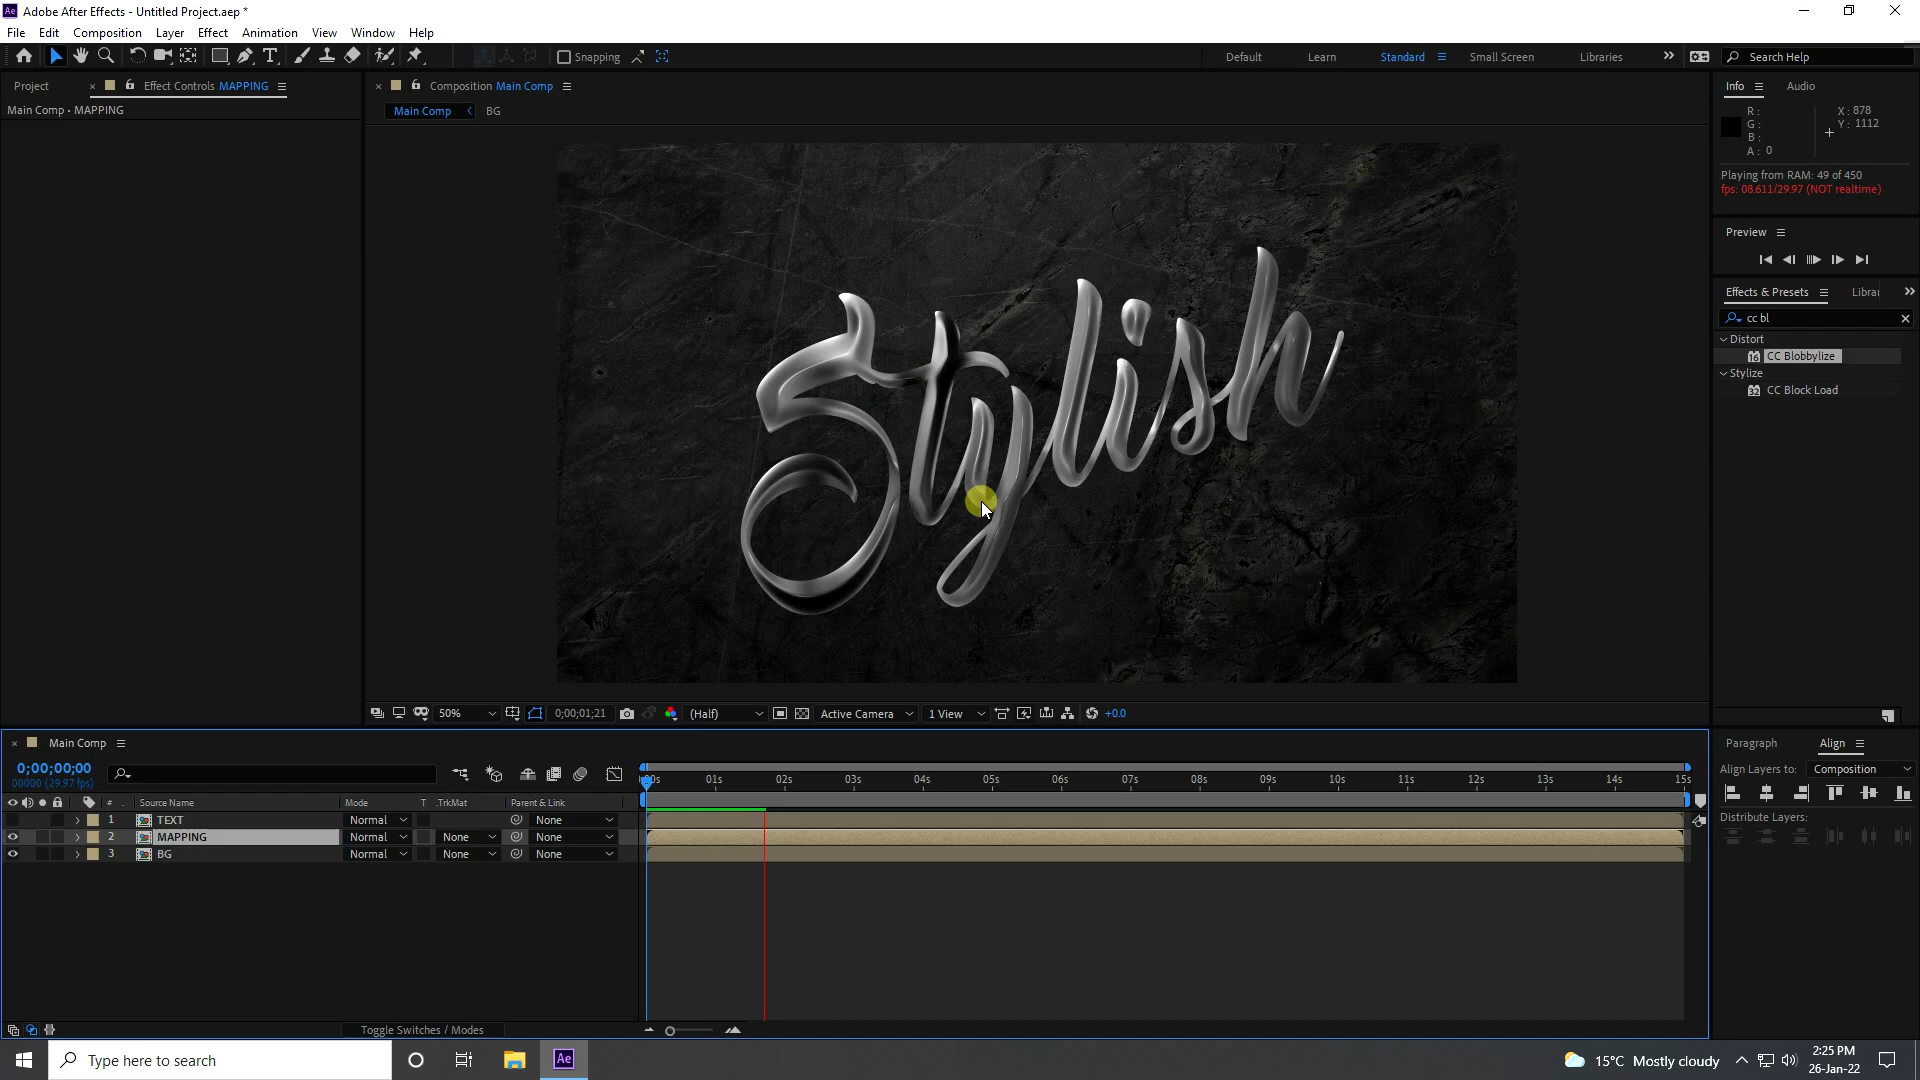 Ae Adobe After Effects - Untitled Project.aep *
File Edit Composition Layer Effect Animation View Window Help
Snapping Default Learn Standard Small Screen Libraries Search Help
Project Effect Controls MAPPING
Composition Main Comp
Info Audio
Main Comp • MAPPING
Main Comp BG
R :
G :
B :
A : 0
X : 878
Y : 1112
Playing from RAM: 49 of 450
fps: 08.611/29.97 (NOT realtime)
Preview
Effects & Presets Librar
cc bl
Distort
16 CC Blobbylize
Stylize
32 CC Block Load
Stylish
50% 0;00;01;21 (Half) Active Camera 1 View +0.0
Main Comp
0;00;00;00
00000 (29.97 fps)
:00s 01s 02s 03s 04s 05s 06s 07s 08s 09s 10s 11s 12s 13s 14s 15s
# Source Name Mode T .TrkMat Parent & Link
1 TEXT Normal None
2 MAPPING Normal None None
3 BG Normal None None
Toggle Switches / Modes
Paragraph Align
Align Layers to: Composition
Distribute Layers:
Type here to search
Ae
15°C Mostly cloudy
2:25 PM
26-Jan-22